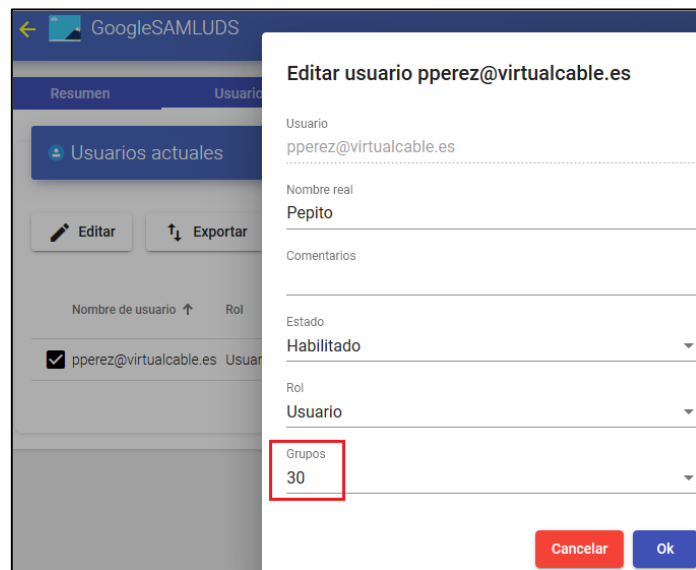 GoogleSAMLUDS
Resumen
Usuario
Usuarios actuales
Editar
Exportar
Nombre de usuario
Rol
pperez@virtualcable.es
Usuar
Editar usuario pperez@virtualcable.es
Usuario
pperez@virtualcable.es
Nombre real
Pepito
Comentarios
Estado
Habilitado
Rol
Usuario
Grupos
30
Cancelar
Ok